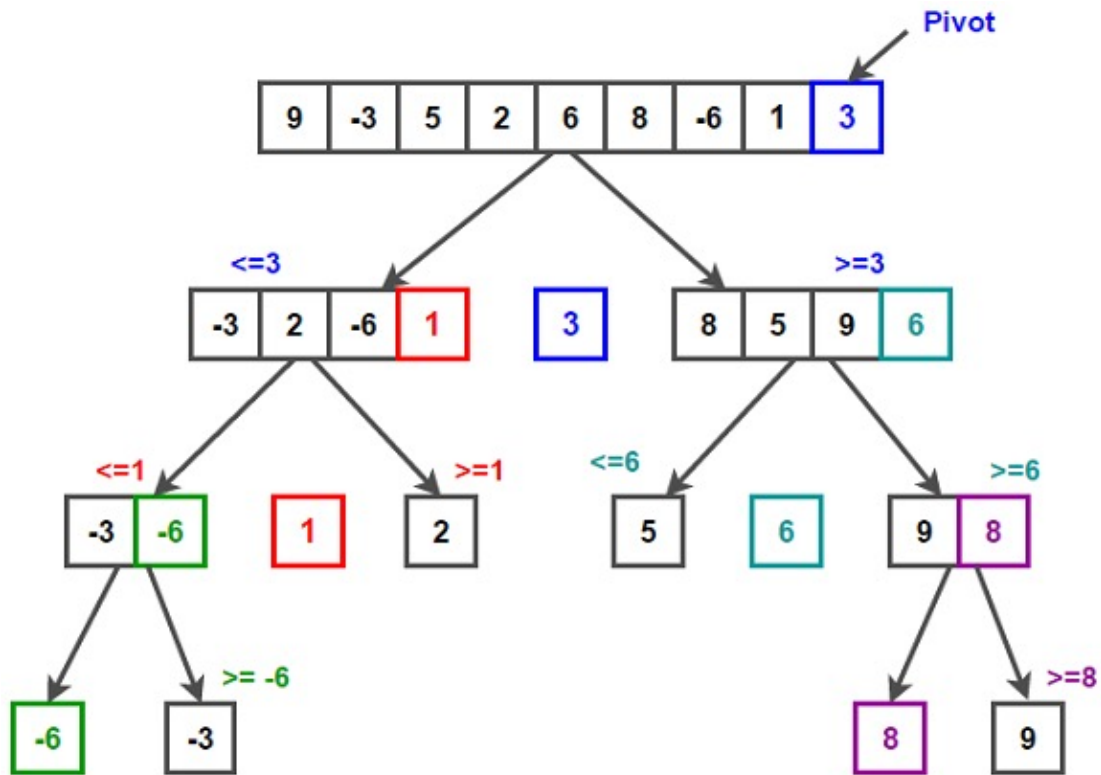 Pivot
9 -3 5 2 6 8 -6 1 3
<=3 >=3
-3 2 -6 1 3 8 5 9 6
<=1 >=1 <=6 >=6
-3 -6 1 2 5 6 9 8
>= -6 >=8
-6 -3 8 9